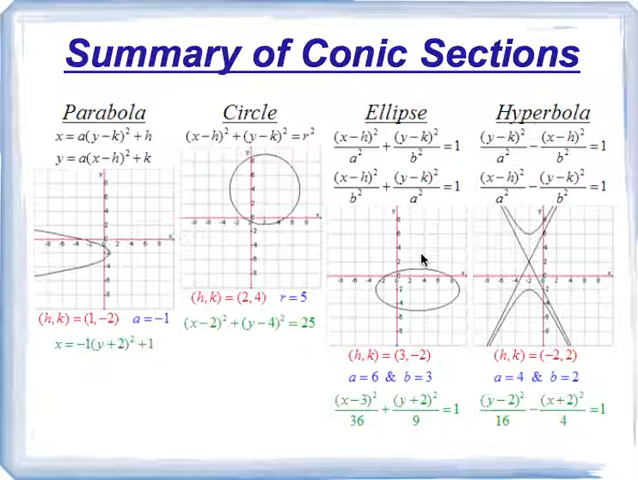 Summary of Conic Sections
Parabola
x = a(y−k)² + h
y = a(x−h)² + k
(h,k) = (1,−2) a = −1
x = −1(y+2)² + 1
Circle
(x−h)² + (y−k)² = r²
(h,k) = (2,4) r = 5
(x−2)² + (y−4)² = 25
Ellipse
(x−h)²/a² + (y−k)²/b² = 1
(x−h)²/b² + (y−k)²/a² = 1
(h,k) = (3,−2)
a = 6 & b = 3
(x−3)²/36 + (y+2)²/9 = 1
Hyperbola
(y−k)²/a² − (x−h)²/b² = 1
(x−h)²/a² − (y−k)²/b² = 1
(h,k) = (−2,2)
a = 4 & b = 2
(y−2)²/16 − (x+2)²/4 = 1